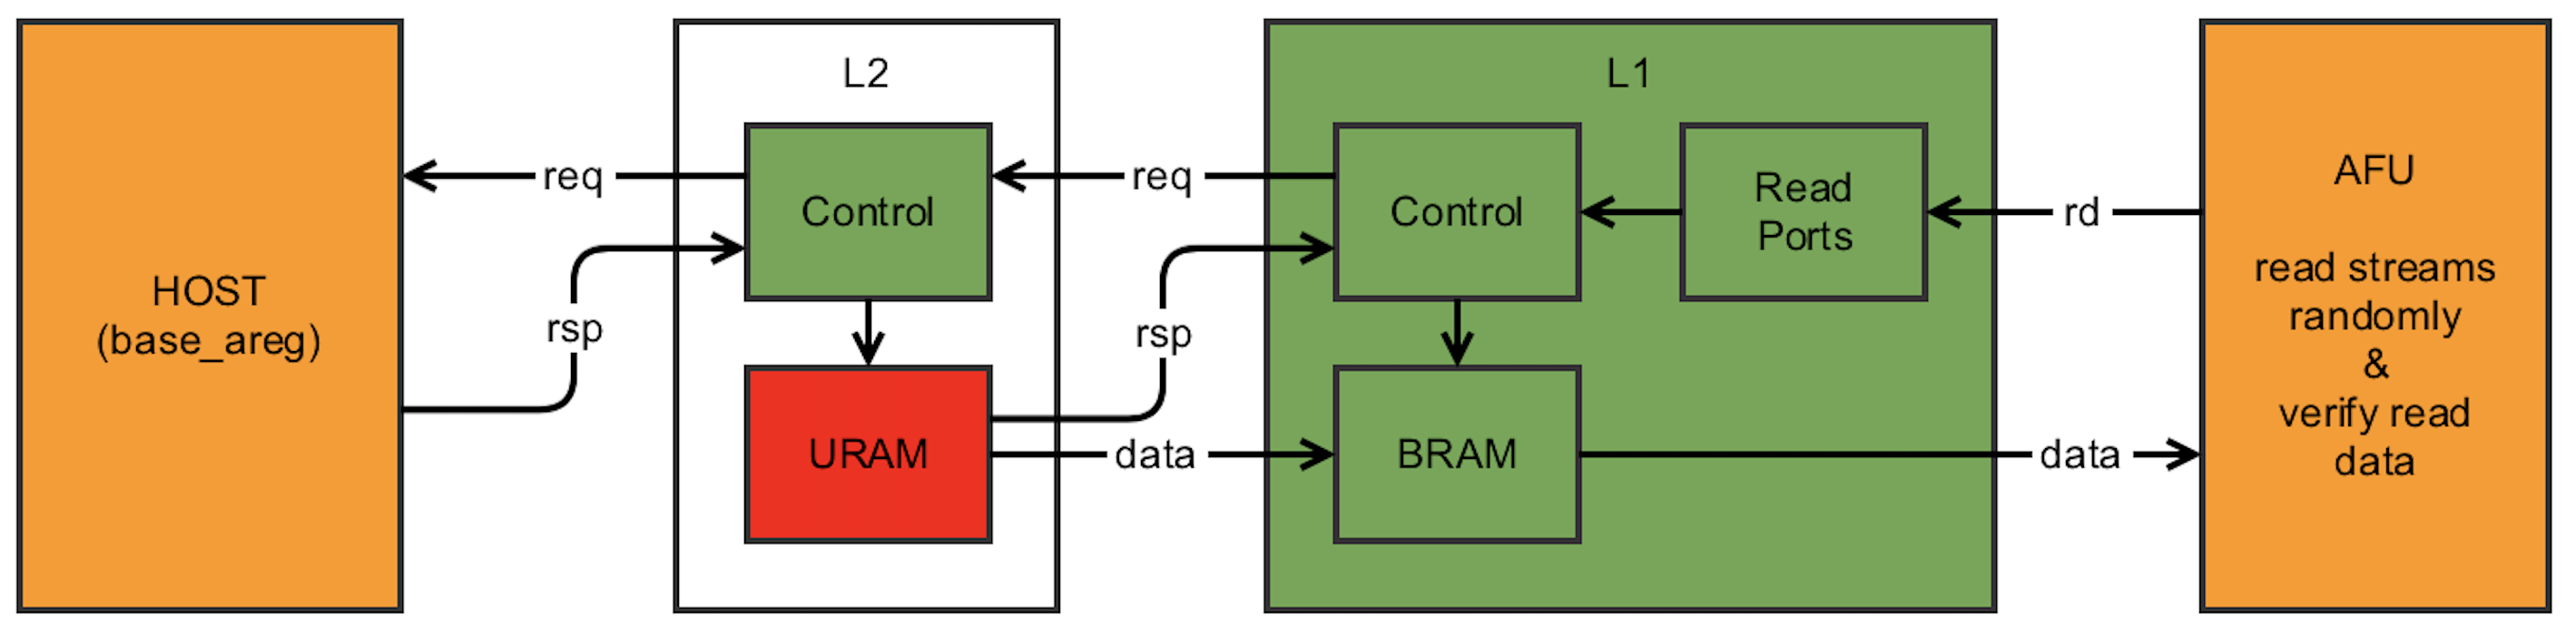 HOST
(base_areg)
req
rsp
L2
Control
URAM
req
rsp
data
L1
Control
Read
Ports
BRAM
rd
data
AFU
read streams
randomly
&
verify read
data